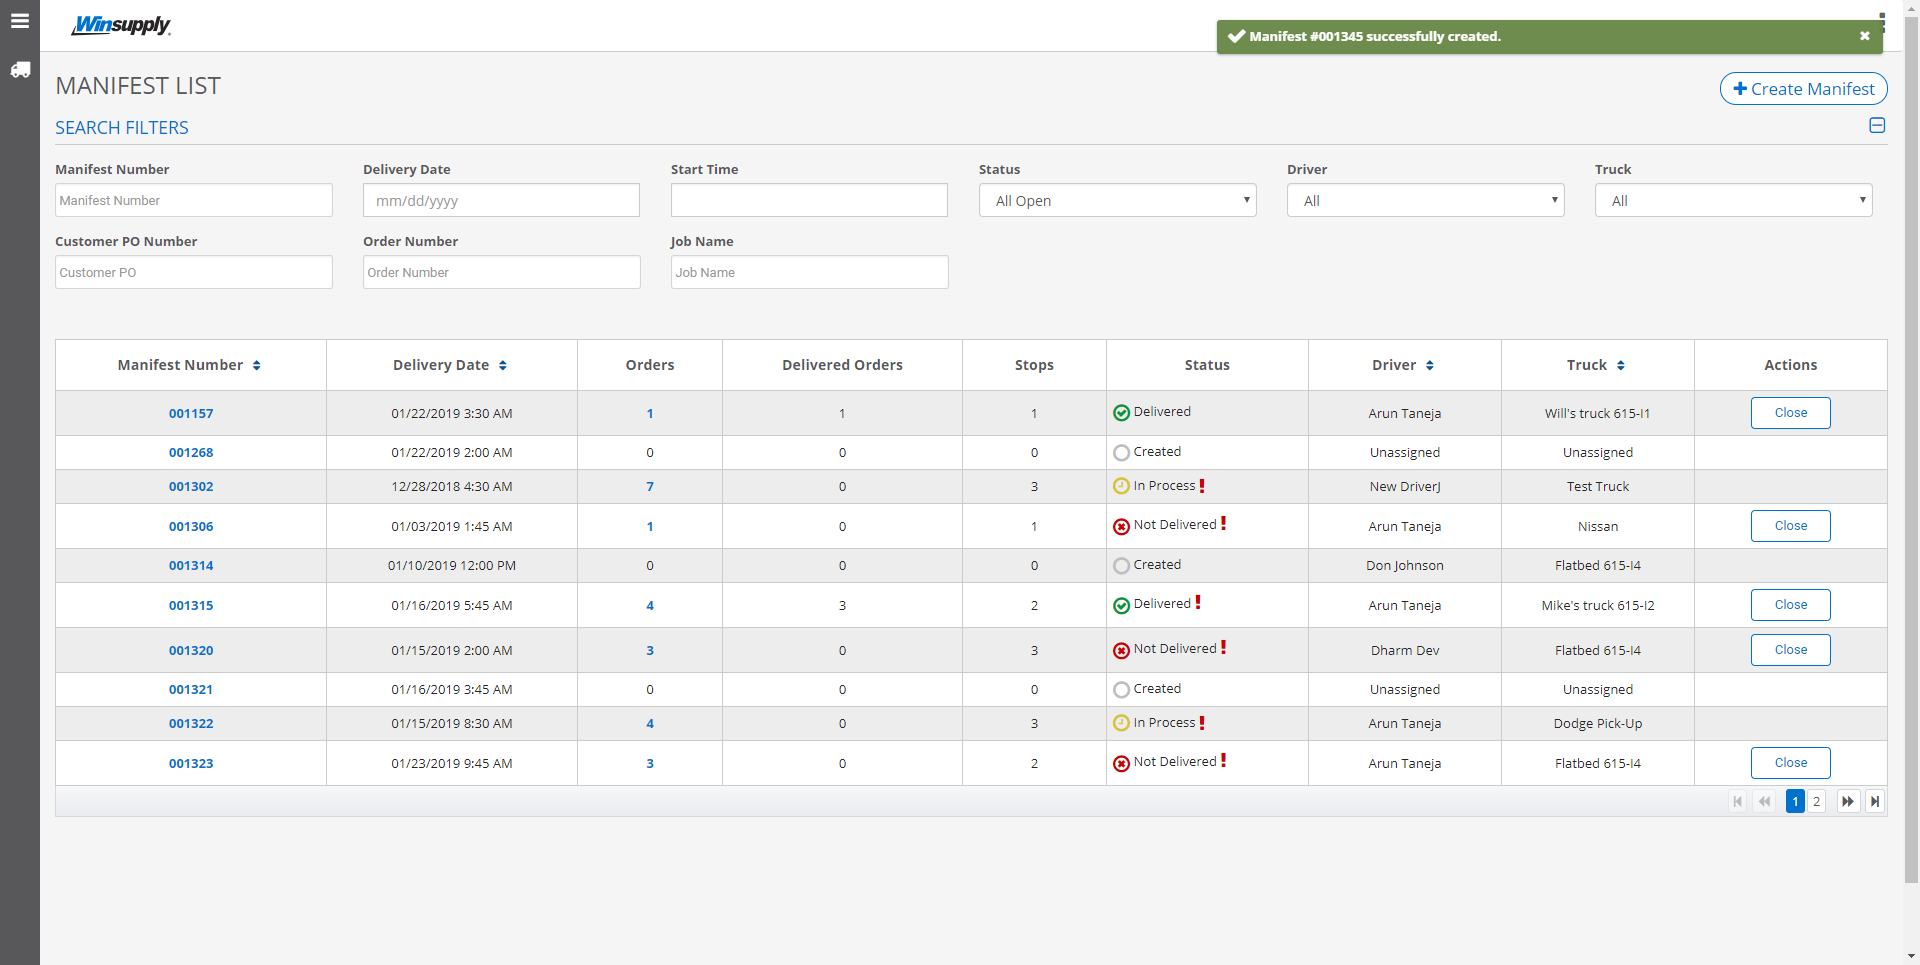 Winsupply
Manifest #001345 successfully created.
MANIFEST LIST
Create Manifest
SEARCH FILTERS
Manifest Number Delivery Date Start Time Status Driver Truck
Manifest Number mm/dd/yyyy All Open All All
Customer PO Number Order Number Job Name
Customer PO Order Number Job Name
Manifest Number Delivery Date Orders Delivered Orders Stops Status Driver Truck Actions
001157 01/22/2019 3:30 AM 1 1 1 Delivered Arun Taneja Will's truck 615-I1 Close
001268 01/22/2019 2:00 AM 0 0 0 Created Unassigned Unassigned
001302 12/28/2018 4:30 AM 7 0 3 In Process ! New DriverJ Test Truck
001306 01/03/2019 1:45 AM 1 0 1 Not Delivered ! Arun Taneja Nissan Close
001314 01/10/2019 12:00 PM 0 0 0 Created Don Johnson Flatbed 615-I4
001315 01/16/2019 5:45 AM 4 3 2 Delivered ! Arun Taneja Mike's truck 615-I2 Close
001320 01/15/2019 2:00 AM 3 0 3 Not Delivered ! Dharm Dev Flatbed 615-I4 Close
001321 01/16/2019 3:45 AM 0 0 0 Created Unassigned Unassigned
001322 01/15/2019 8:30 AM 4 0 3 In Process ! Arun Taneja Dodge Pick-Up
001323 01/23/2019 9:45 AM 3 0 2 Not Delivered ! Arun Taneja Flatbed 615-I4 Close
1 2